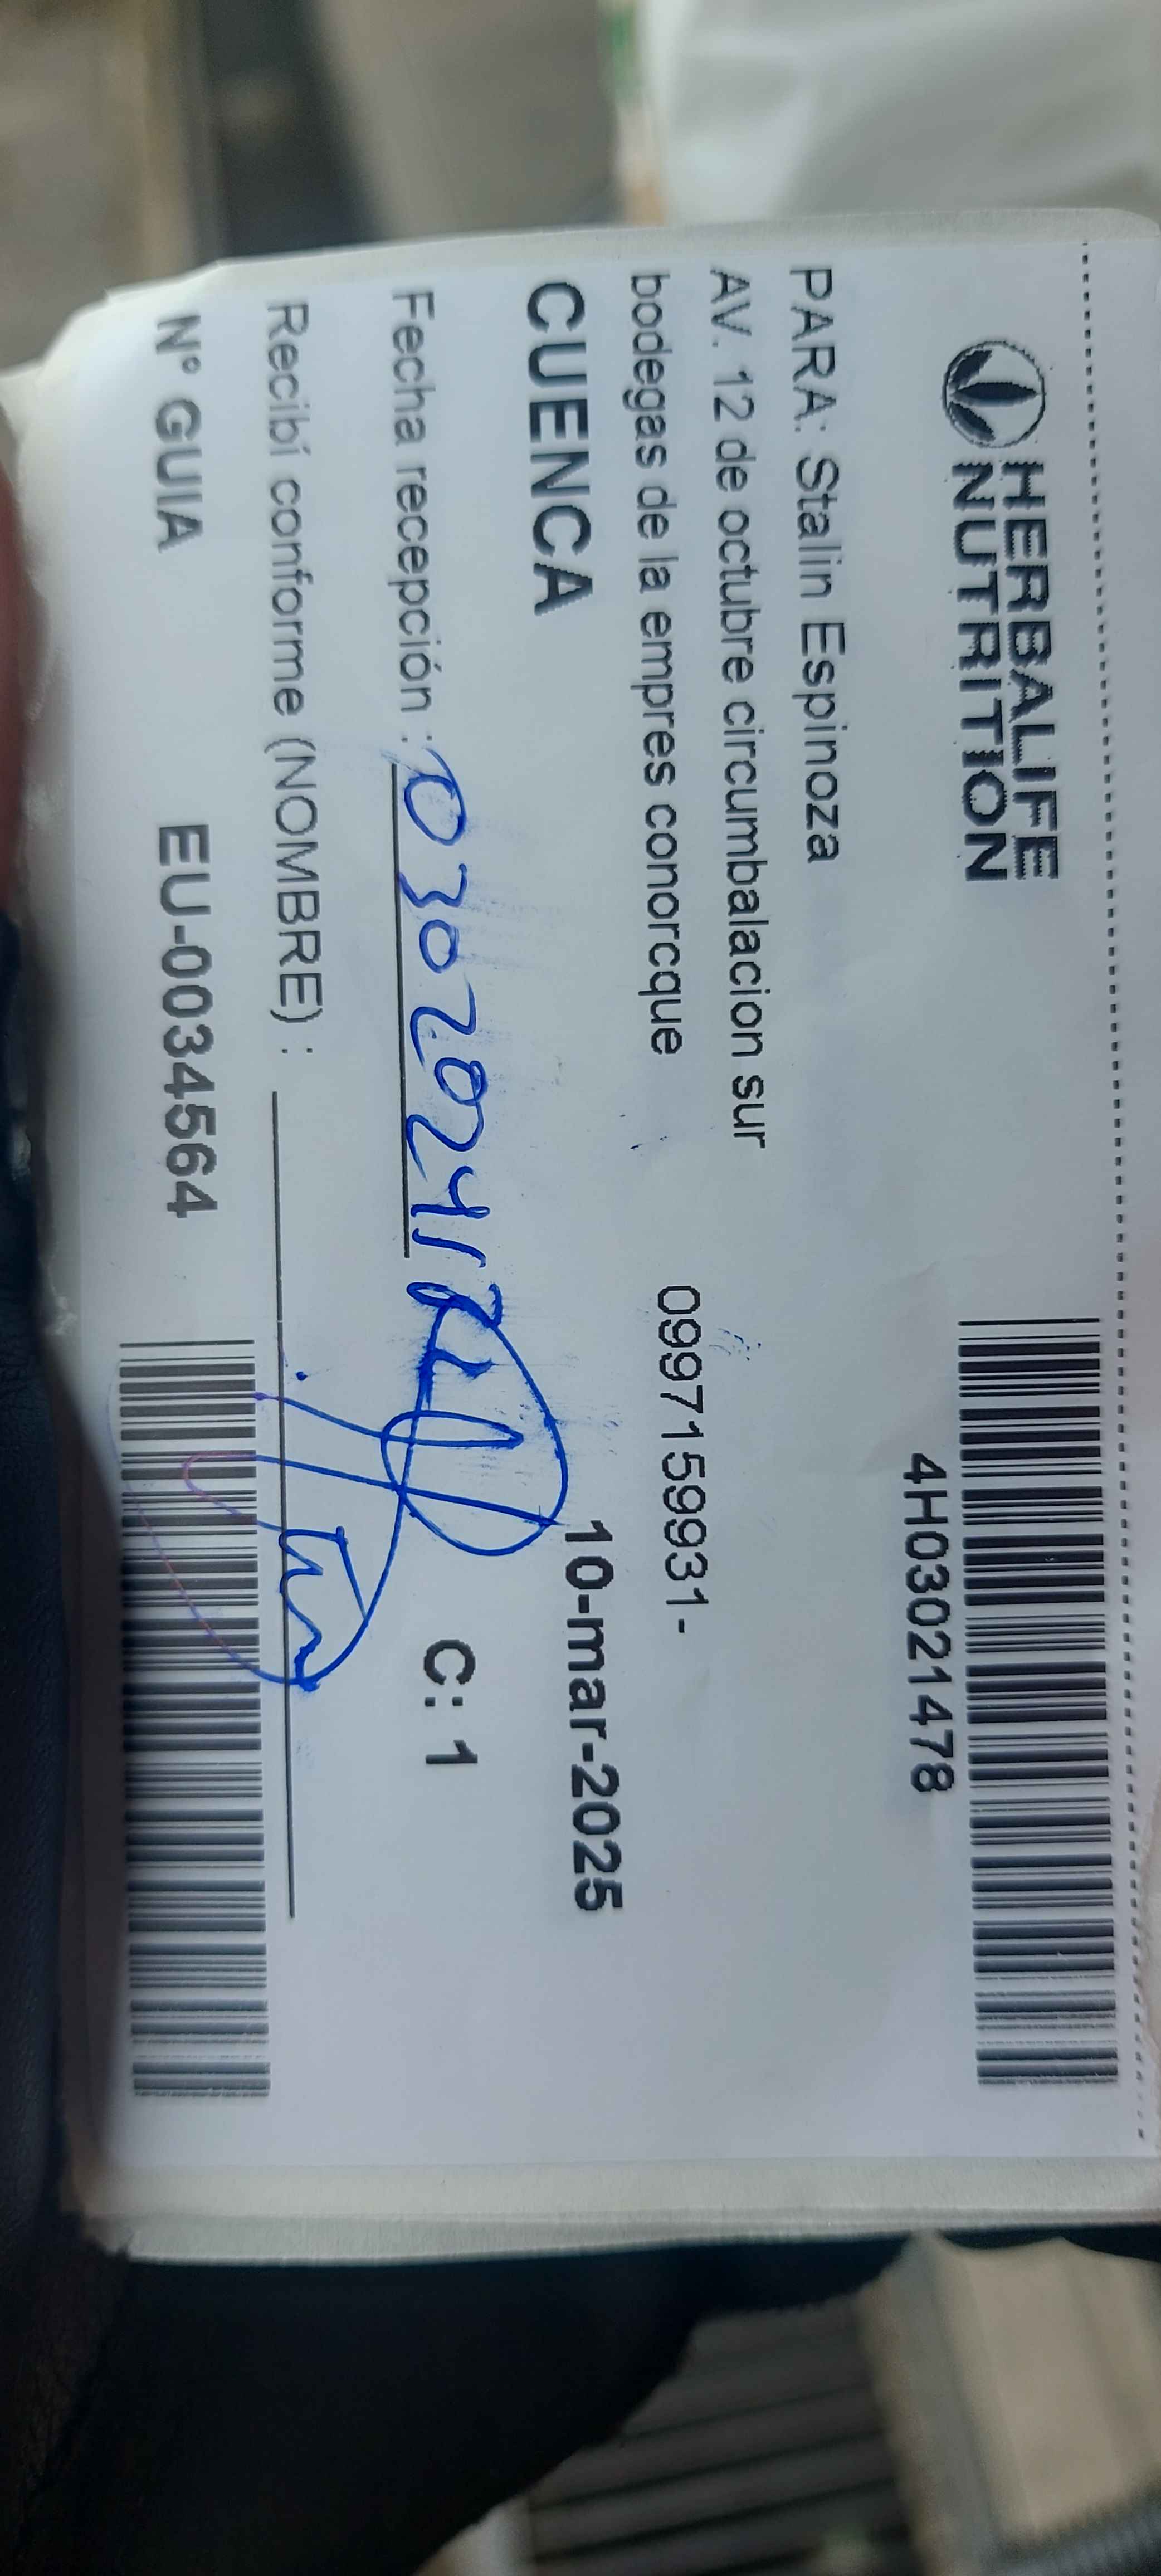 HERBALIFE
NUTRITION
4H03021478
PARA: Stalin Espinoza
AV. 12 de octubre circumbalacion sur
bodegas de la empres conorcque 0997159931-
CUENCA 10-mar-2025
Fecha recepción : C: 1
Recibí conforme (NOMBRE) :
N° GUIA EU-0034564